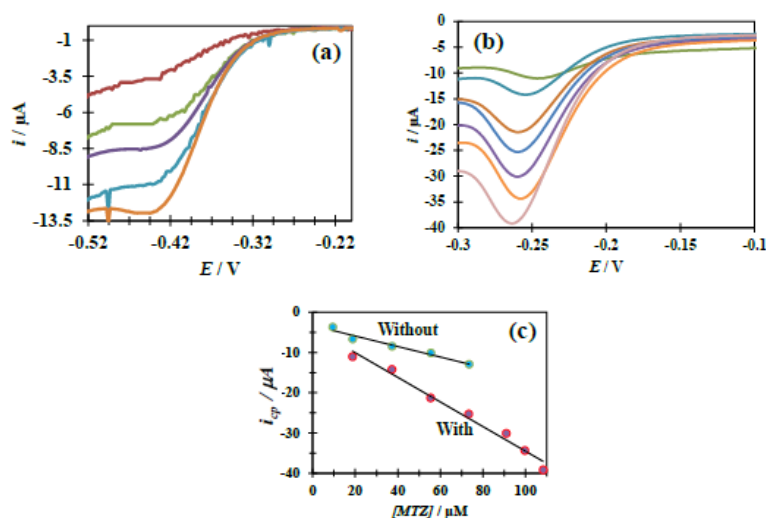 (a)
-1
-3.5
-6
-8.5
-11
-13.5
i / µA
-0.52 -0.42 -0.32 -0.22
E / V
(b)
0
-5
-10
-15
-20
-25
-30
-35
-40
i / µA
-0.3 -0.25 -0.2 -0.15 -0.1
E / V
(c)
0
-10
-20
-30
-40
icp / µA
Without
With
0 20 40 60 80 100
[MTZ] / µM